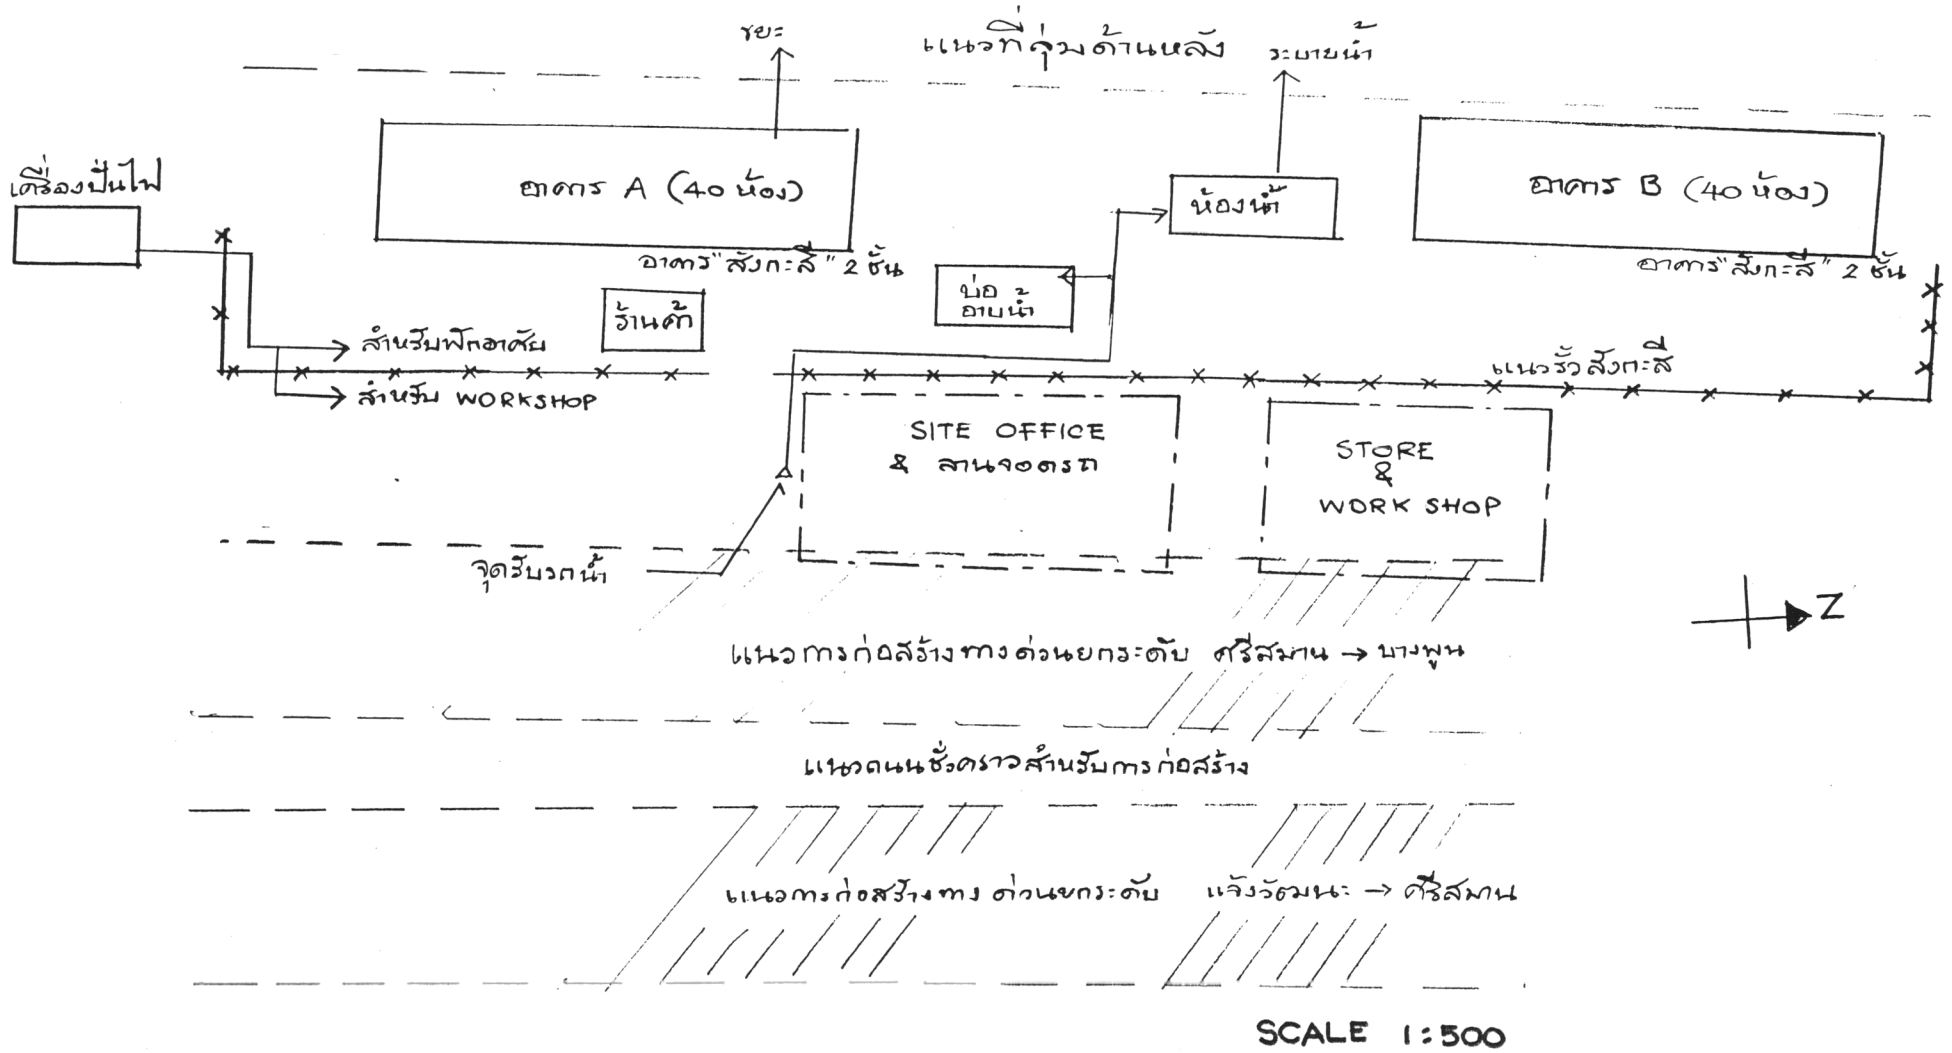 ขยะ
แนวที่ลุ่มด้านหลัง
ระบายน้ำ
เครื่องปั่นไฟ
อาคาร A (40 ห้อง)
ห้องน้ำ
อาคาร B (40 ห้อง)
อาคาร "สังกะสี" 2 ชั้น
อาคาร "สังกะสี" 2 ชั้น
บ่อ
อาบน้ำ
ร้านค้า
สำหรับพักอาศัย
แนวรั้วสังกะสี
สำหรับ WORKSHOP
SITE OFFICE
& ลานจอดรถ
STORE
&
WORK SHOP
จุดรับรถน้ำ
Z
แนวการก่อสร้างทางด่วนยกระดับ ศรีสมาน → บางพูน
แนวถนนชั่วคราวสำหรับการก่อสร้าง
แนวการก่อสร้างทางด่วนยกระดับ แจ้งวัฒนะ → ศรีสมาน
SCALE 1:500